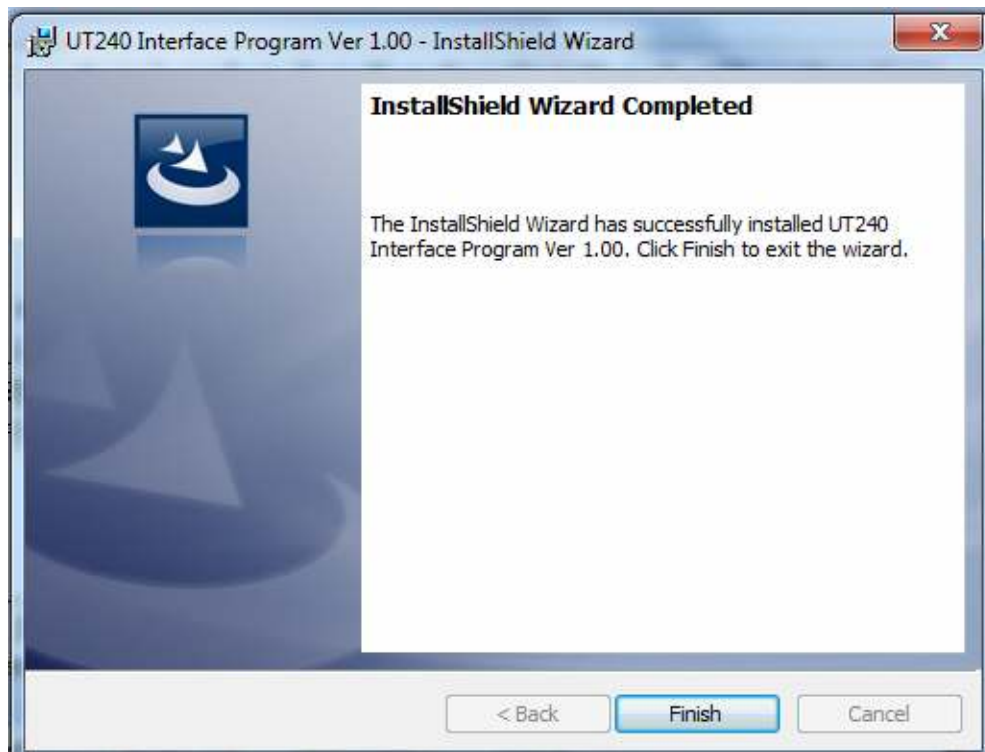 UT240 Interface Program Ver 1.00 - InstallShield Wizard
InstallShield Wizard Completed
The InstallShield Wizard has successfully installed UT240
Interface Program Ver 1.00. Click Finish to exit the wizard.
< Back Finish Cancel